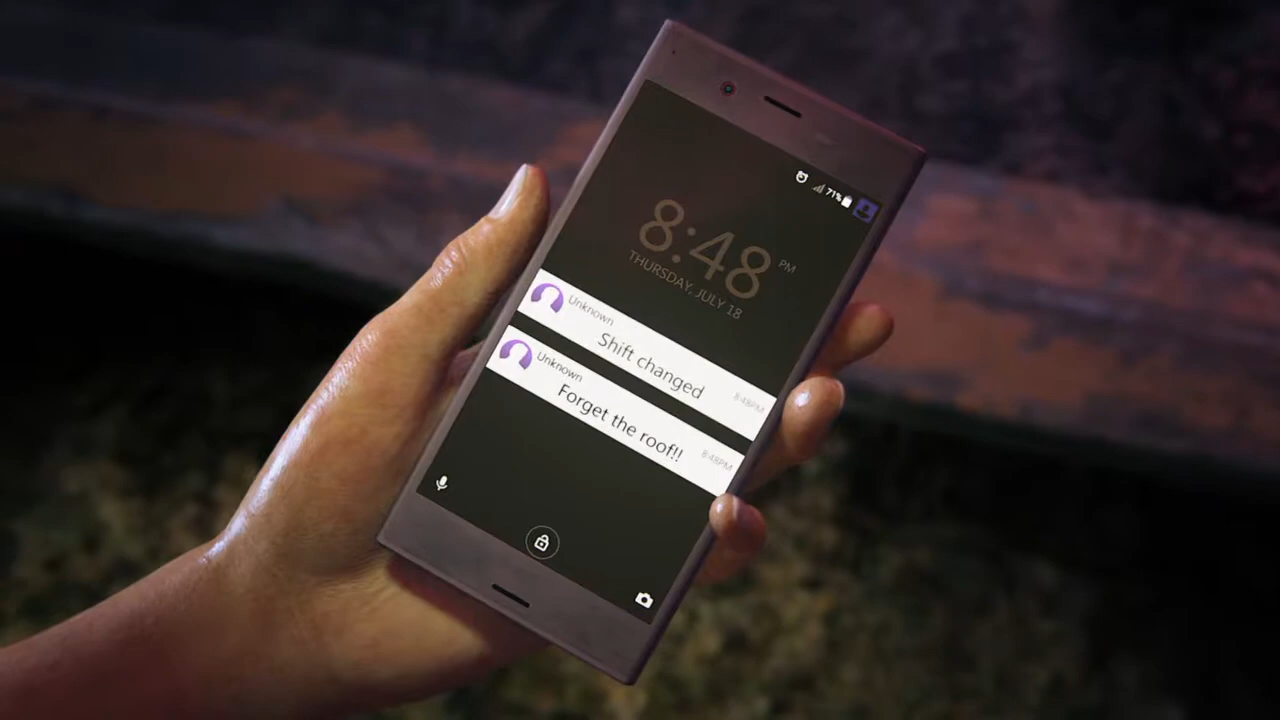 71%
8:48 PM
THURSDAY, JULY 18
Unknown
Shift changed
8:48PM
Unknown
Forget the roof!!
8:48PM